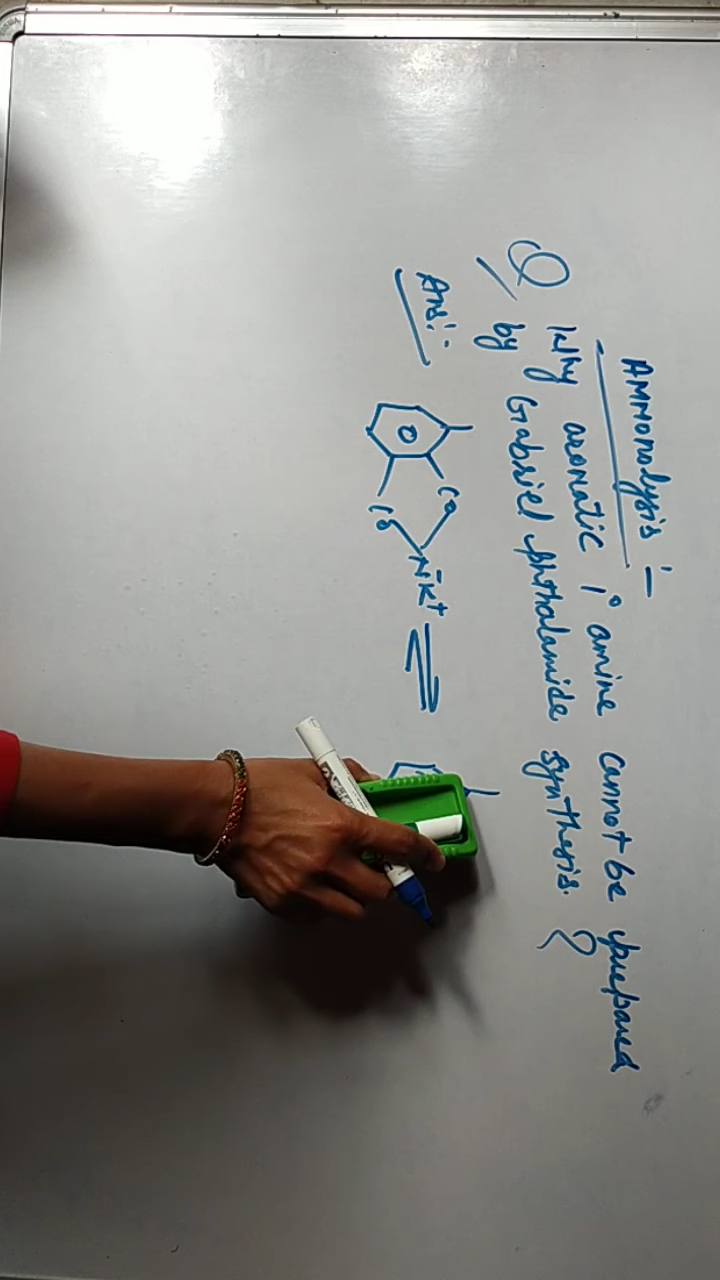 AMMonolysis :-
Q Why aromatic 1° amine cannot be prepared
by Gabriel phthalamide synthesis. ?
Ans:-
CO
N̄K⁺ ⇌
CO